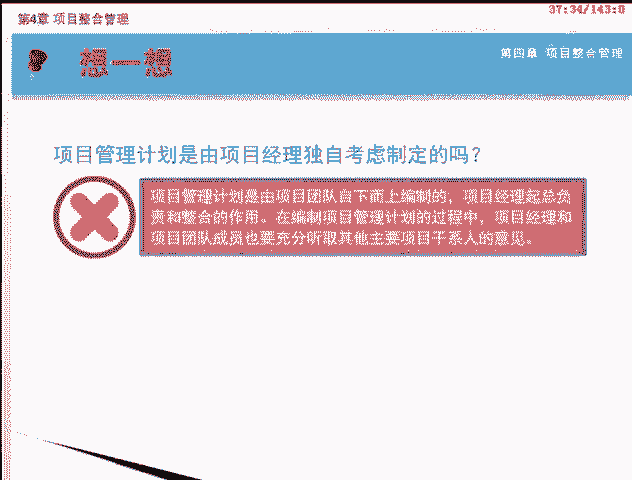 第4章 项目整合管理
37:34/143:0
想一想
第四章 项目整合管理
项目管理计划是由项目经理独自考虑制定的吗?
项目管理计划是由项目团队自下而上编制的，项目经理起总负
责和整合的作用。在编制项目管理计划的过程中，项目经理和
项目团队成员也要充分听取其他主要项目干系人的意见。